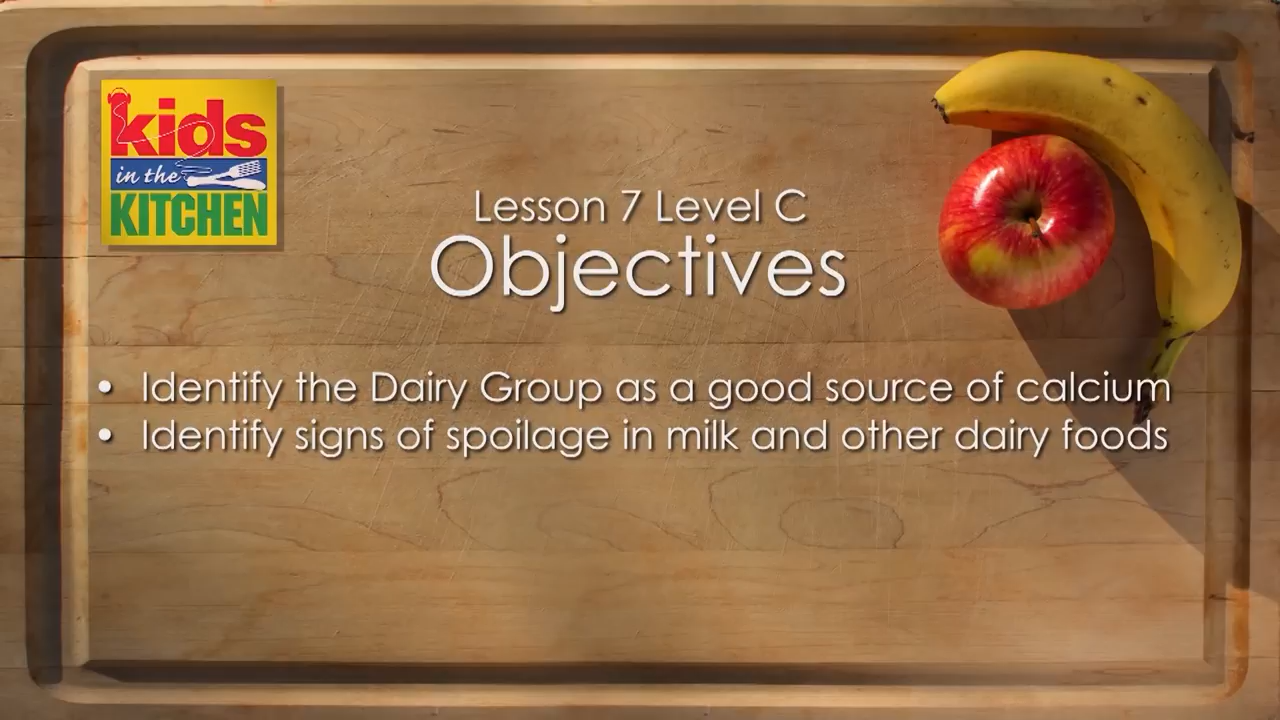 kids
in the
KITCHEN
Lesson 7 Level C
Objectives
• Identify the Dairy Group as a good source of calcium
• Identify signs of spoilage in milk and other dairy foods